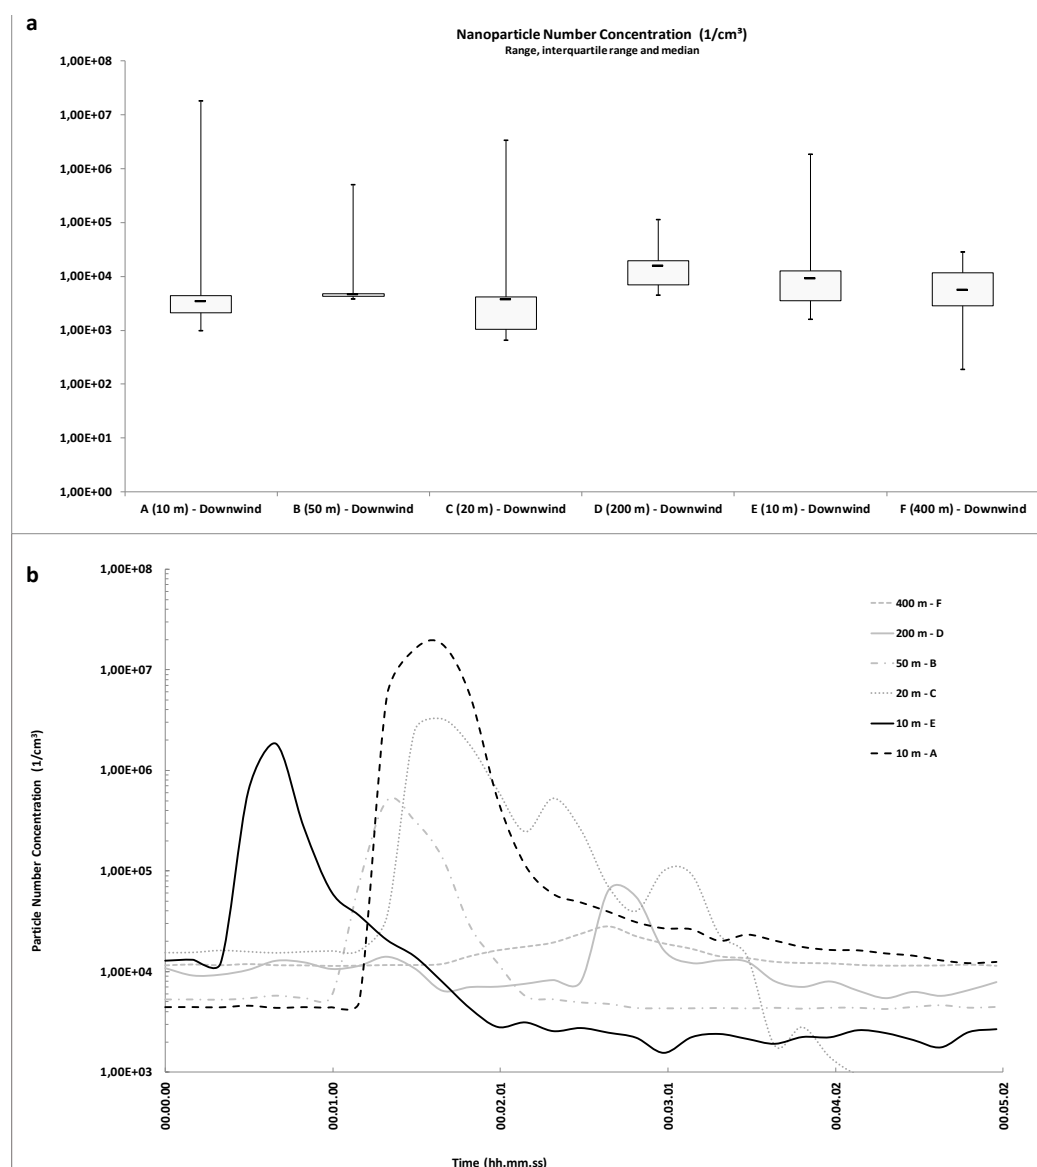 a
Nanoparticle Number Concentration (1/cm³)
Range, interquartile range and median
1,00E+08
1,00E+07
1,00E+06
1,00E+05
1,00E+04
1,00E+03
1,00E+02
1,00E+01
1,00E+00
A (10 m) - Downwind B (50 m) - Downwind C (20 m) - Downwind D (200 m) - Downwind E (10 m) - Downwind F (400 m) - Downwind
b
Particle Number Concentration (1/cm³)
1,00E+08
1,00E+07
1,00E+06
1,00E+05
1,00E+04
1,00E+03
400 m - F
200 m - D
50 m - B
20 m - C
10 m - E
10 m - A
00.00.00
00.01.00
00.02.01
00.03.01
00.04.02
00.05.02
Time (hh.mm.ss)